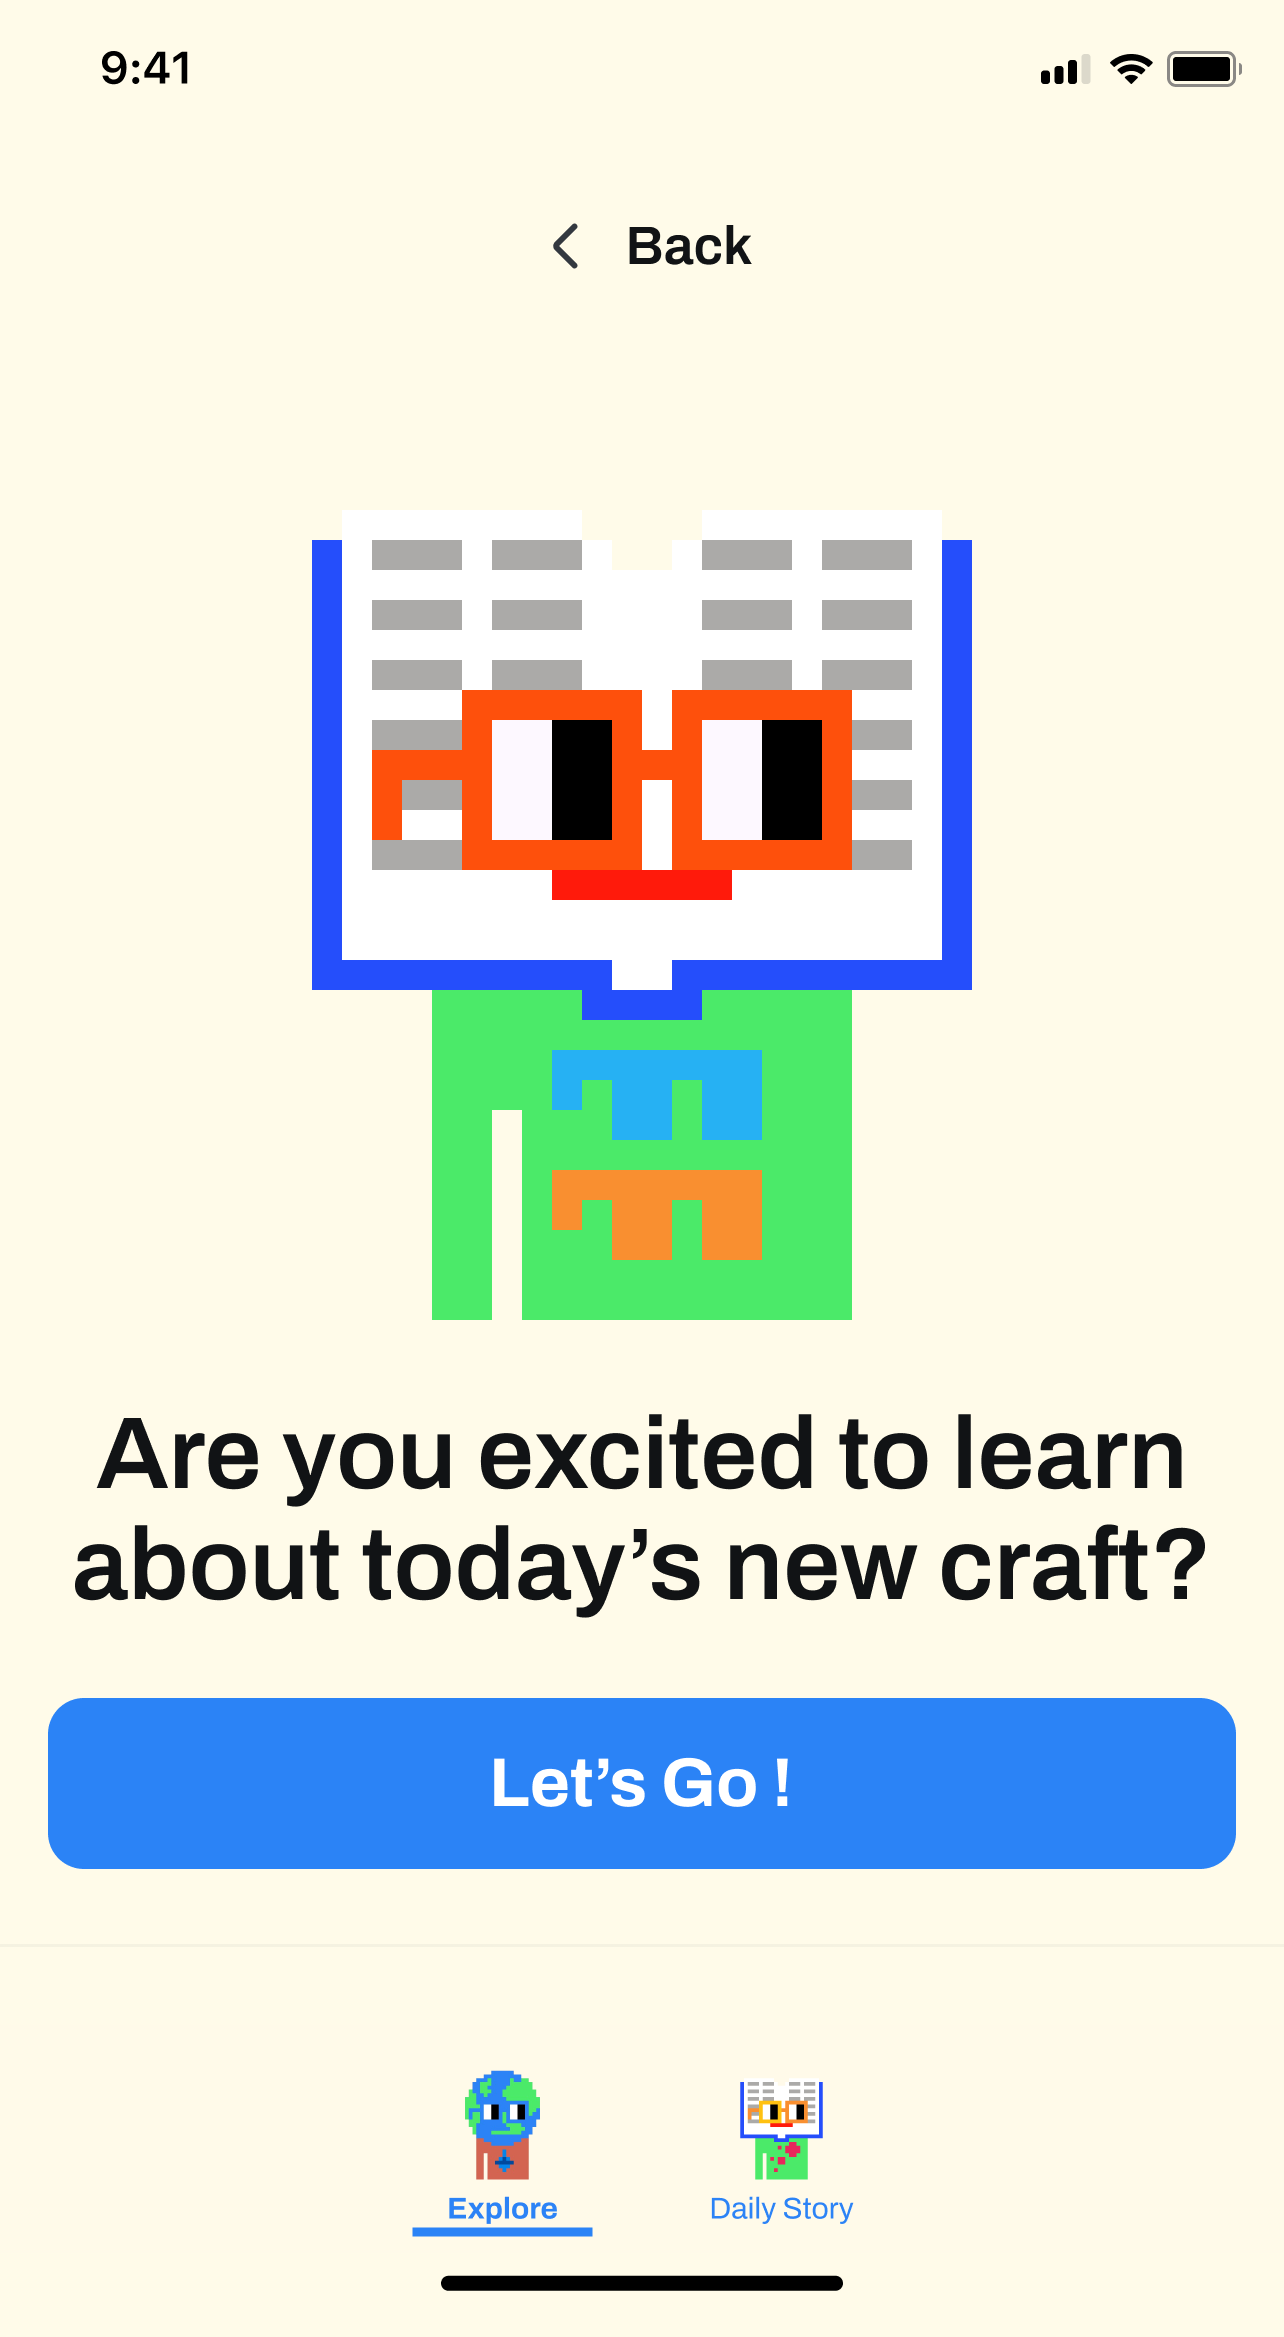 9:41
Back
Are you excited to learn
about today’s new craft?
Let’s Go !
Explore
Daily Story